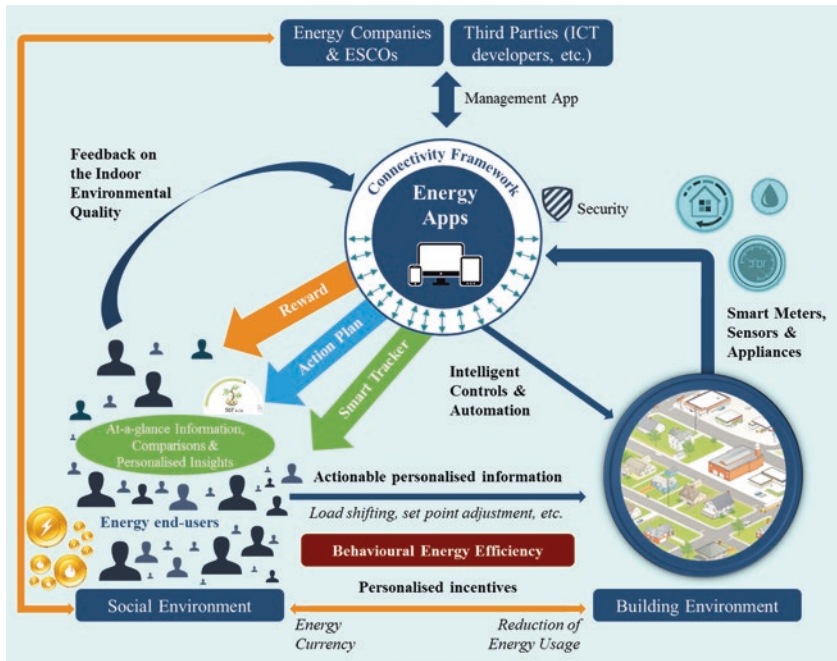 Energy Companies
& ESCOs
Third Parties (ICT
developers, etc.)
Management App
Feedback on
the Indoor
Environmental
Quality
Connectivity Framework
Energy
Apps
Security
Reward
Action Plan
Smart Tracker
Smart Meters,
Sensors &
Appliances
Intelligent
Controls &
Automation
At-a-glance Information,
Comparisons &
Personalised Insights
Actionable personalised information
Load shifting, set point adjustment, etc.
Energy end-users
Behavioural Energy Efficiency
Personalised incentives
Social Environment
Building Environment
Energy
Currency
Reduction of
Energy Usage